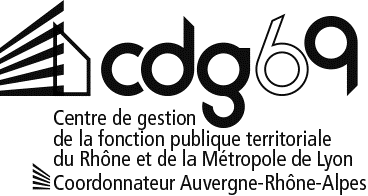 cdg69
Centre de gestion
de la fonction publique territoriale
du Rhône et de la Métropole de Lyon
Coordonnateur Auvergne-Rhône-Alpes